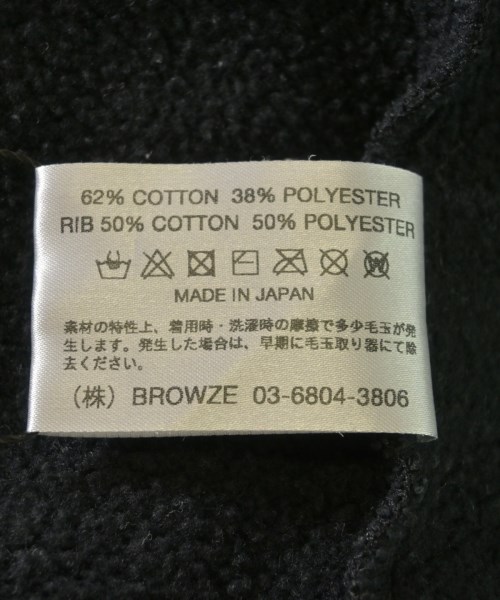 62% COTTON 38% POLYESTER
RIB 50% COTTON 50% POLYESTER
MADE IN JAPAN
素材の特性上、着用時・洗濯時の摩擦で多少毛玉が発
生します。発生した場合は、早期に毛玉取り器にて除
去ください。
（株） BROWZE 03-6804-3806